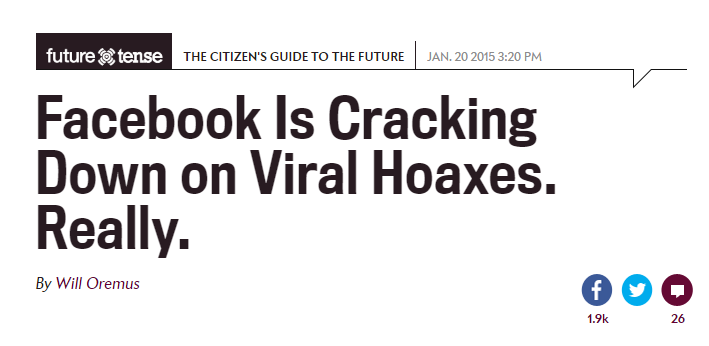 future tense THE CITIZEN'S GUIDE TO THE FUTURE JAN. 20 2015 3:20 PM
Facebook Is Cracking
Down on Viral Hoaxes.
Really.
By Will Oremus
f
1.9k 26